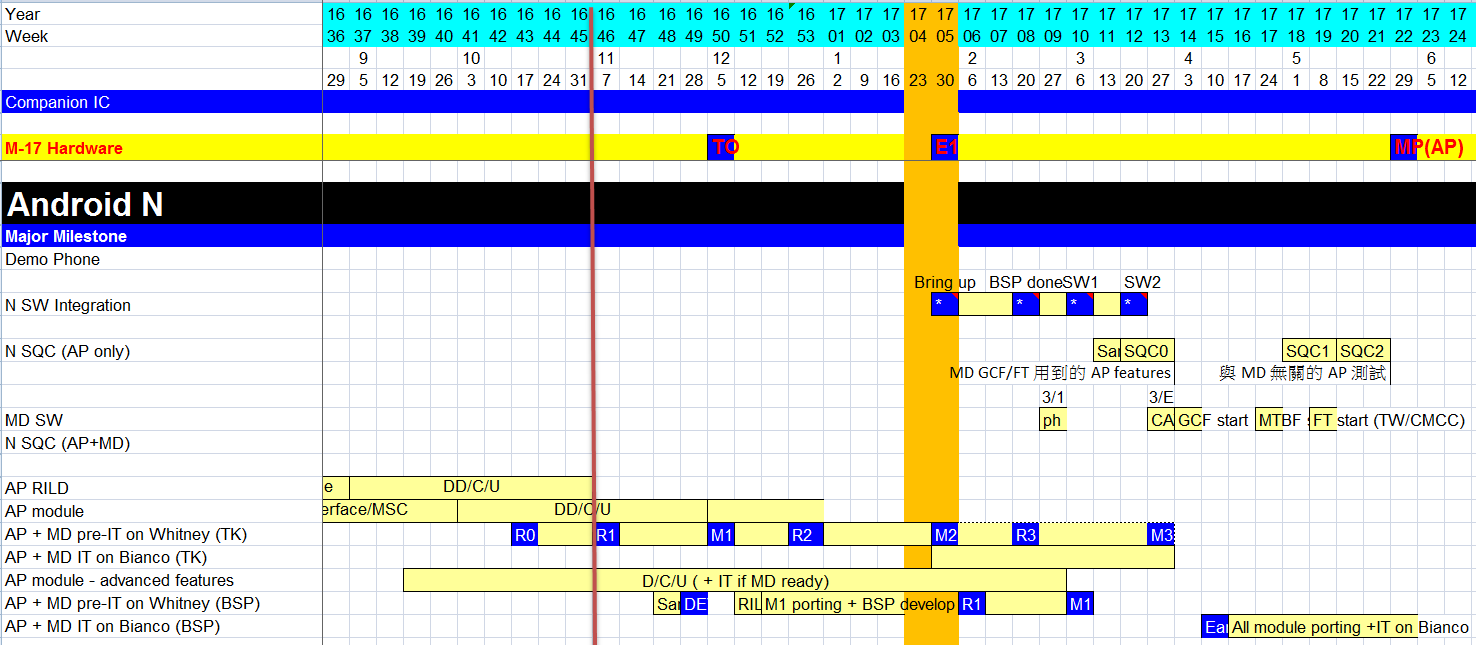 Year 16 16 16 16 16 16 16 16 16 16 16 16 16 16 16 16 16 16 17 17 17 17 17 17 17 17 17 17 17 17 17 17 17 17 17 17 17 17 17 17 17 17
Week 36 37 38 39 40 41 42 43 44 45 46 47 48 49 50 51 52 53 01 02 03 04 05 06 07 08 09 10 11 12 13 14 15 16 17 18 19 20 21 22 23 24
9 10 11 12 1 2 3 4 5 6
29 5 12 19 26 3 10 17 24 31 7 14 21 28 5 12 19 26 2 9 16 23 30 6 13 20 27 6 13 20 27 3 10 17 24 1 8 15 22 29 5 12
Companion IC
M-17 Hardware TO E1 MP(AP)
Android N
Major Milestone
Demo Phone
Bring up BSP done SW1 SW2
N SW Integration * * * *
N SQC (AP only) Sar SQC0 SQC1 SQC2
MD GCF/FT 用到的 AP features 與 MD 無關的 AP 測試
3/1 3/E
MD SW ph CA GCF start MTBF s FT start (TW/CMCC)
N SQC (AP+MD)
AP RILD e DD/C/U
AP module erface/MSC DD/C/U
AP + MD pre-IT on Whitney (TK) R0 R1 M1 R2 M2 R3 M3
AP + MD IT on Bianco (TK)
AP module - advanced features D/C/U ( + IT if MD ready)
AP + MD pre-IT on Whitney (BSP) Sar DE RIL M1 porting + BSP develop R1 M1
AP + MD IT on Bianco (BSP) Ear All module porting +IT on Bianco